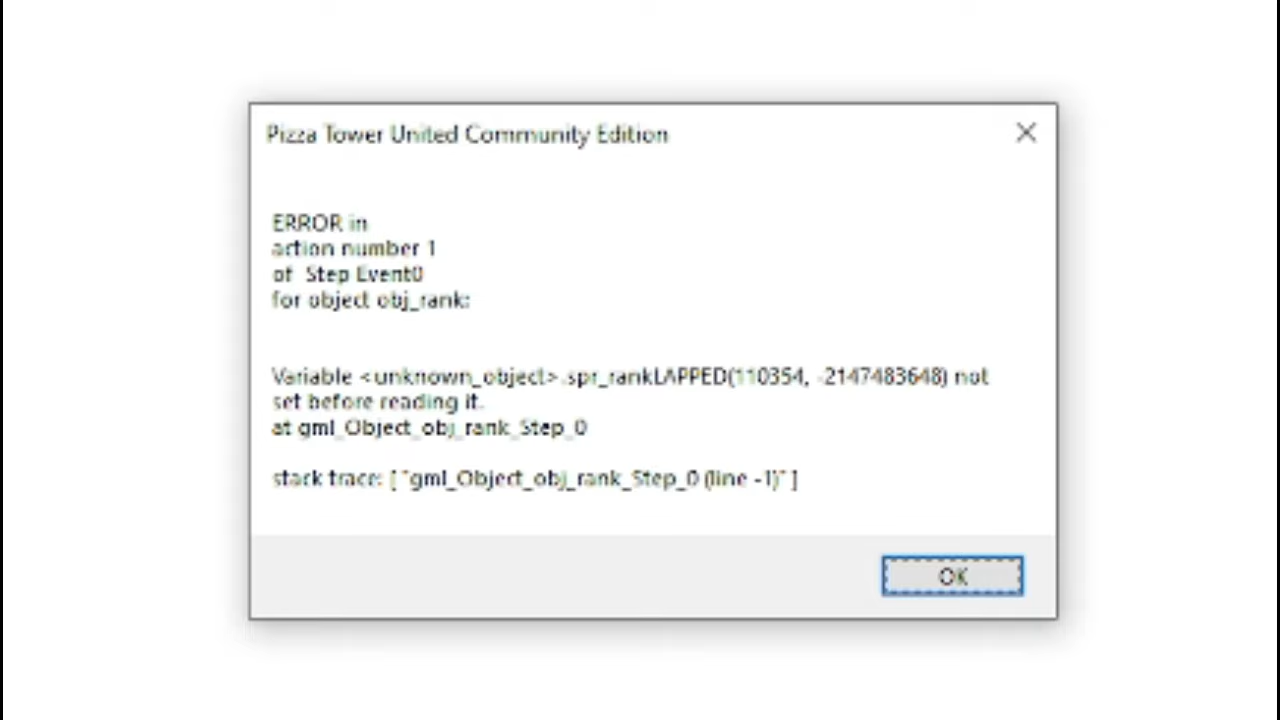 Pizza Tower United Community Edition
ERROR in
action number 1
of  Step Event0
for object obj_rank:
Variable <unknown_object>.spr_rankLAPPED(110354, -2147483648) not
set before reading it.
at gml_Object_obj_rank_Step_0
stack trace: [ "gml_Object_obj_rank_Step_0 (line -1)" ]
OK